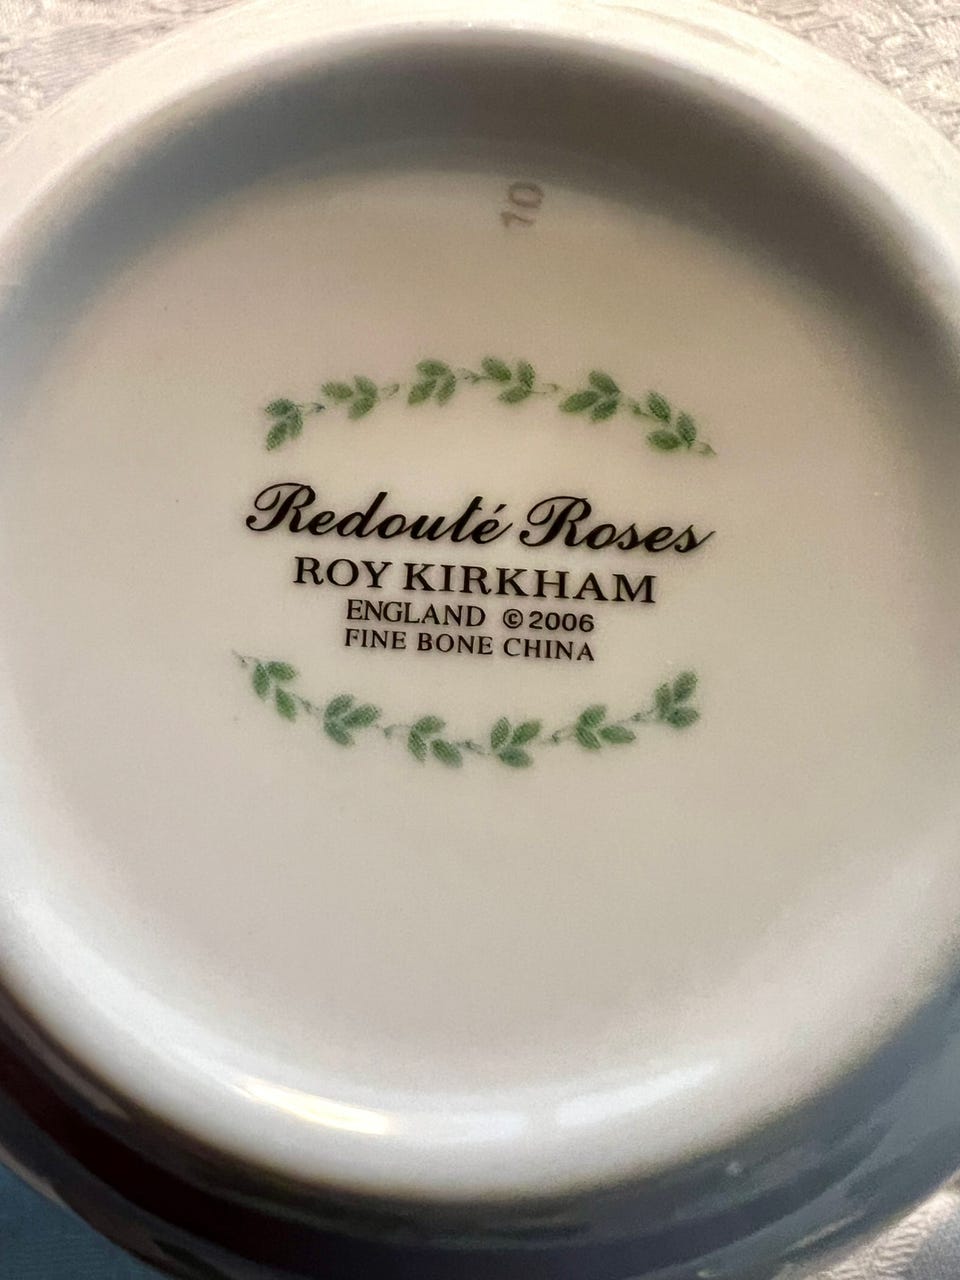 10
Redouté Roses
ROY KIRKHAM
ENGLAND ©2006
FINE BONE CHINA